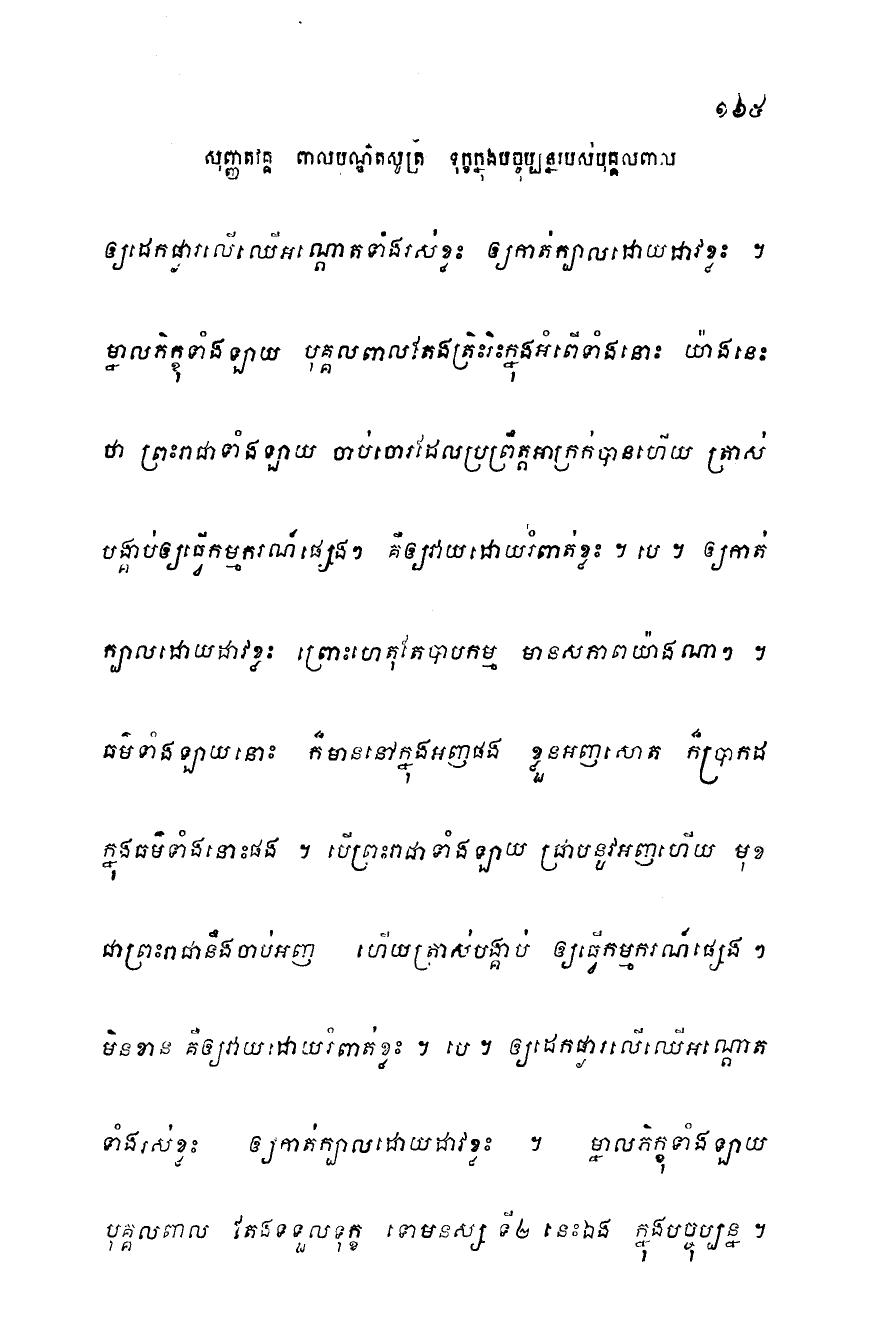 ១៦៥
សុញ្ញតវគ្គ ពាលបណ្ឌិតសូត្រ ទុក្ខក្នុងបច្ចុប្បន្នរបស់បុគ្គលពាល
ឲ្យដេកផ្ងារលើឈើអណ្ដោតទាំងរស់ខ្លះ ឲ្យកាត់ក្បាលដោយដាវខ្លះ ។
ម្នាលភិក្ខុទាំងឡាយ បុគ្គលពាលតែងត្រិះរិះក្នុងអំពើទាំងនោះ យ៉ាងនេះ
ថា ព្រះរាជាទាំងឡាយ ចាប់ចោរដែលប្រព្រឹត្តអាក្រក់បានហើយ ត្រាស់
បង្គាប់ឲ្យធ្វើកម្មករណ៍ផ្សេងៗ គឺឲ្យវាយដោយរំពាត់ខ្លះ ។ បេ ។ ឲ្យកាត់
ក្បាលដោយដាវខ្លះ ព្រោះហេតុតែបាបកម្ម មានសភាពយ៉ាងណាៗ ។
ធម៌ទាំងឡាយនោះ ក៏មាននៅក្នុងអញផង ខ្លួនអញសោត ក៏ប្រាកដ
ក្នុងធម៌ទាំងនោះផង ។ បើព្រះរាជាទាំងឡាយ ជ្រាបនូវអញហើយ មុខ
ជាព្រះរាជានឹងចាប់អញ ហើយត្រាស់បង្គាប់ ឲ្យធ្វើកម្មករណ៍ផ្សេង ៗ
មិនខាន គឺឲ្យវាយដោយរំពាត់ខ្លះ ។ បេ ។ ឲ្យដេកផ្ងារលើឈើអណ្ដោត
ទាំងរស់ខ្លះ ឲ្យកាត់ក្បាលដោយដាវខ្លះ ។ ម្នាលភិក្ខុទាំងឡាយ
បុគ្គលពាល តែងទទួលទុក្ខ ទោមនស្ស ទី២ នេះឯង ក្នុងបច្ចុប្បន្ន ។